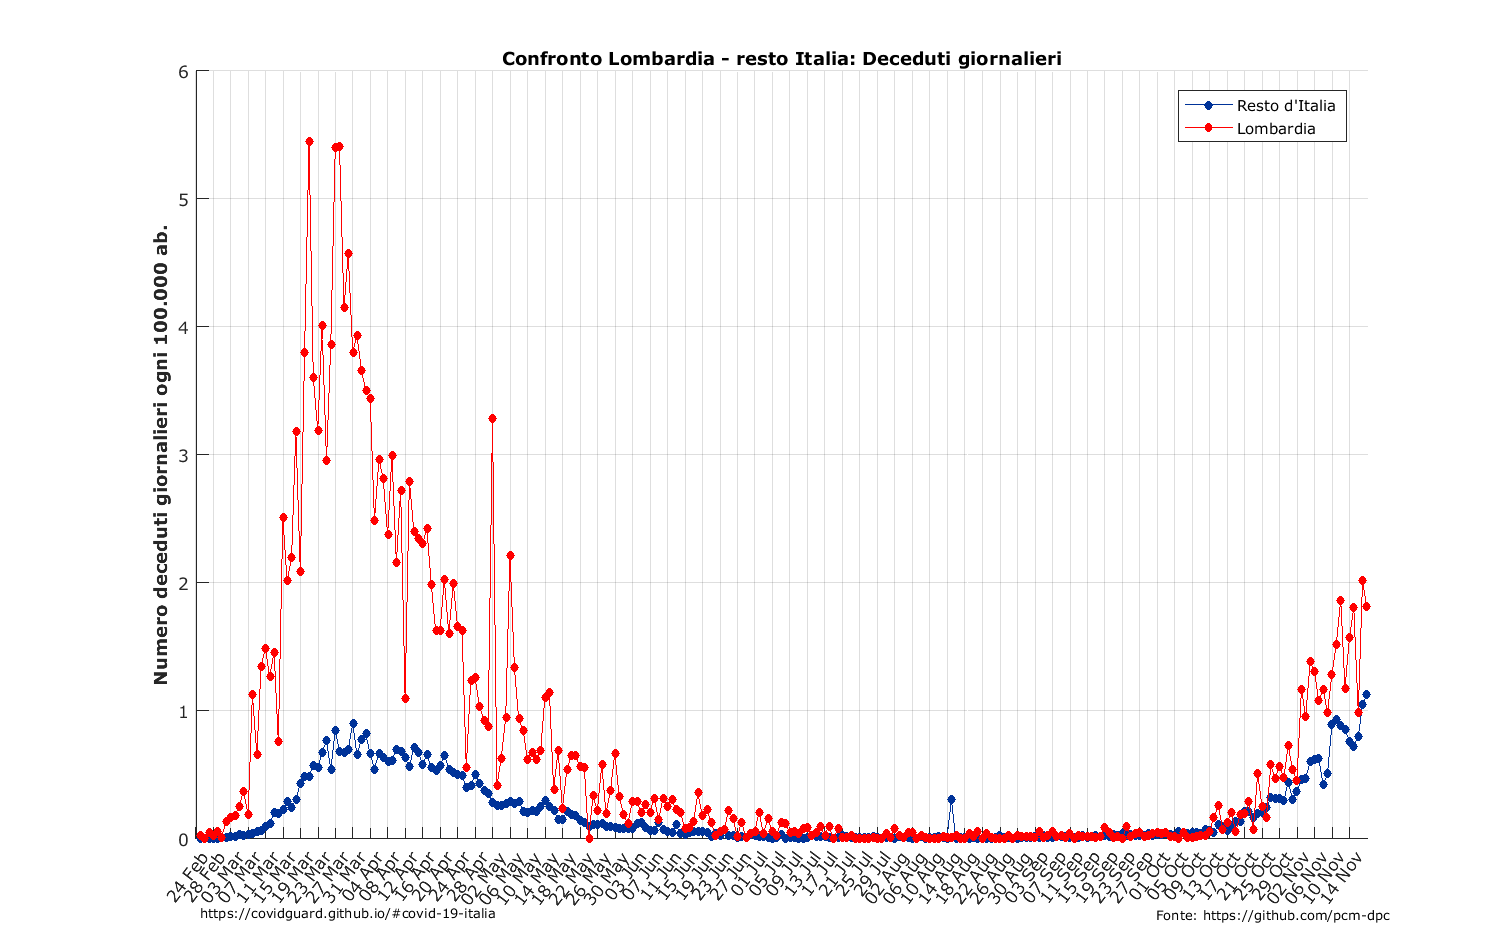 Confronto Lombardia - resto Italia: Deceduti giornalieri
Resto d'Italia
Lombardia
Numero deceduti giornalieri ogni 100.000 ab.
6
5
4
3
2
1
0
24 Feb
28 Feb
03 Mar
07 Mar
11 Mar
15 Mar
19 Mar
23 Mar
27 Mar
31 Mar
04 Apr
08 Apr
12 Apr
16 Apr
20 Apr
24 Apr
28 Apr
02 May
06 May
10 May
14 May
18 May
22 May
26 May
30 May
03 Jun
07 Jun
11 Jun
15 Jun
19 Jun
23 Jun
27 Jun
01 Jul
05 Jul
09 Jul
13 Jul
17 Jul
21 Jul
25 Jul
29 Jul
02 Aug
06 Aug
10 Aug
14 Aug
18 Aug
22 Aug
26 Aug
30 Aug
03 Sep
07 Sep
11 Sep
15 Sep
19 Sep
23 Sep
27 Sep
01 Oct
05 Oct
09 Oct
13 Oct
17 Oct
21 Oct
25 Oct
29 Oct
02 Nov
06 Nov
10 Nov
14 Nov
https://covidguard.github.io/#covid-19-italia
Fonte: https://github.com/pcm-dpc